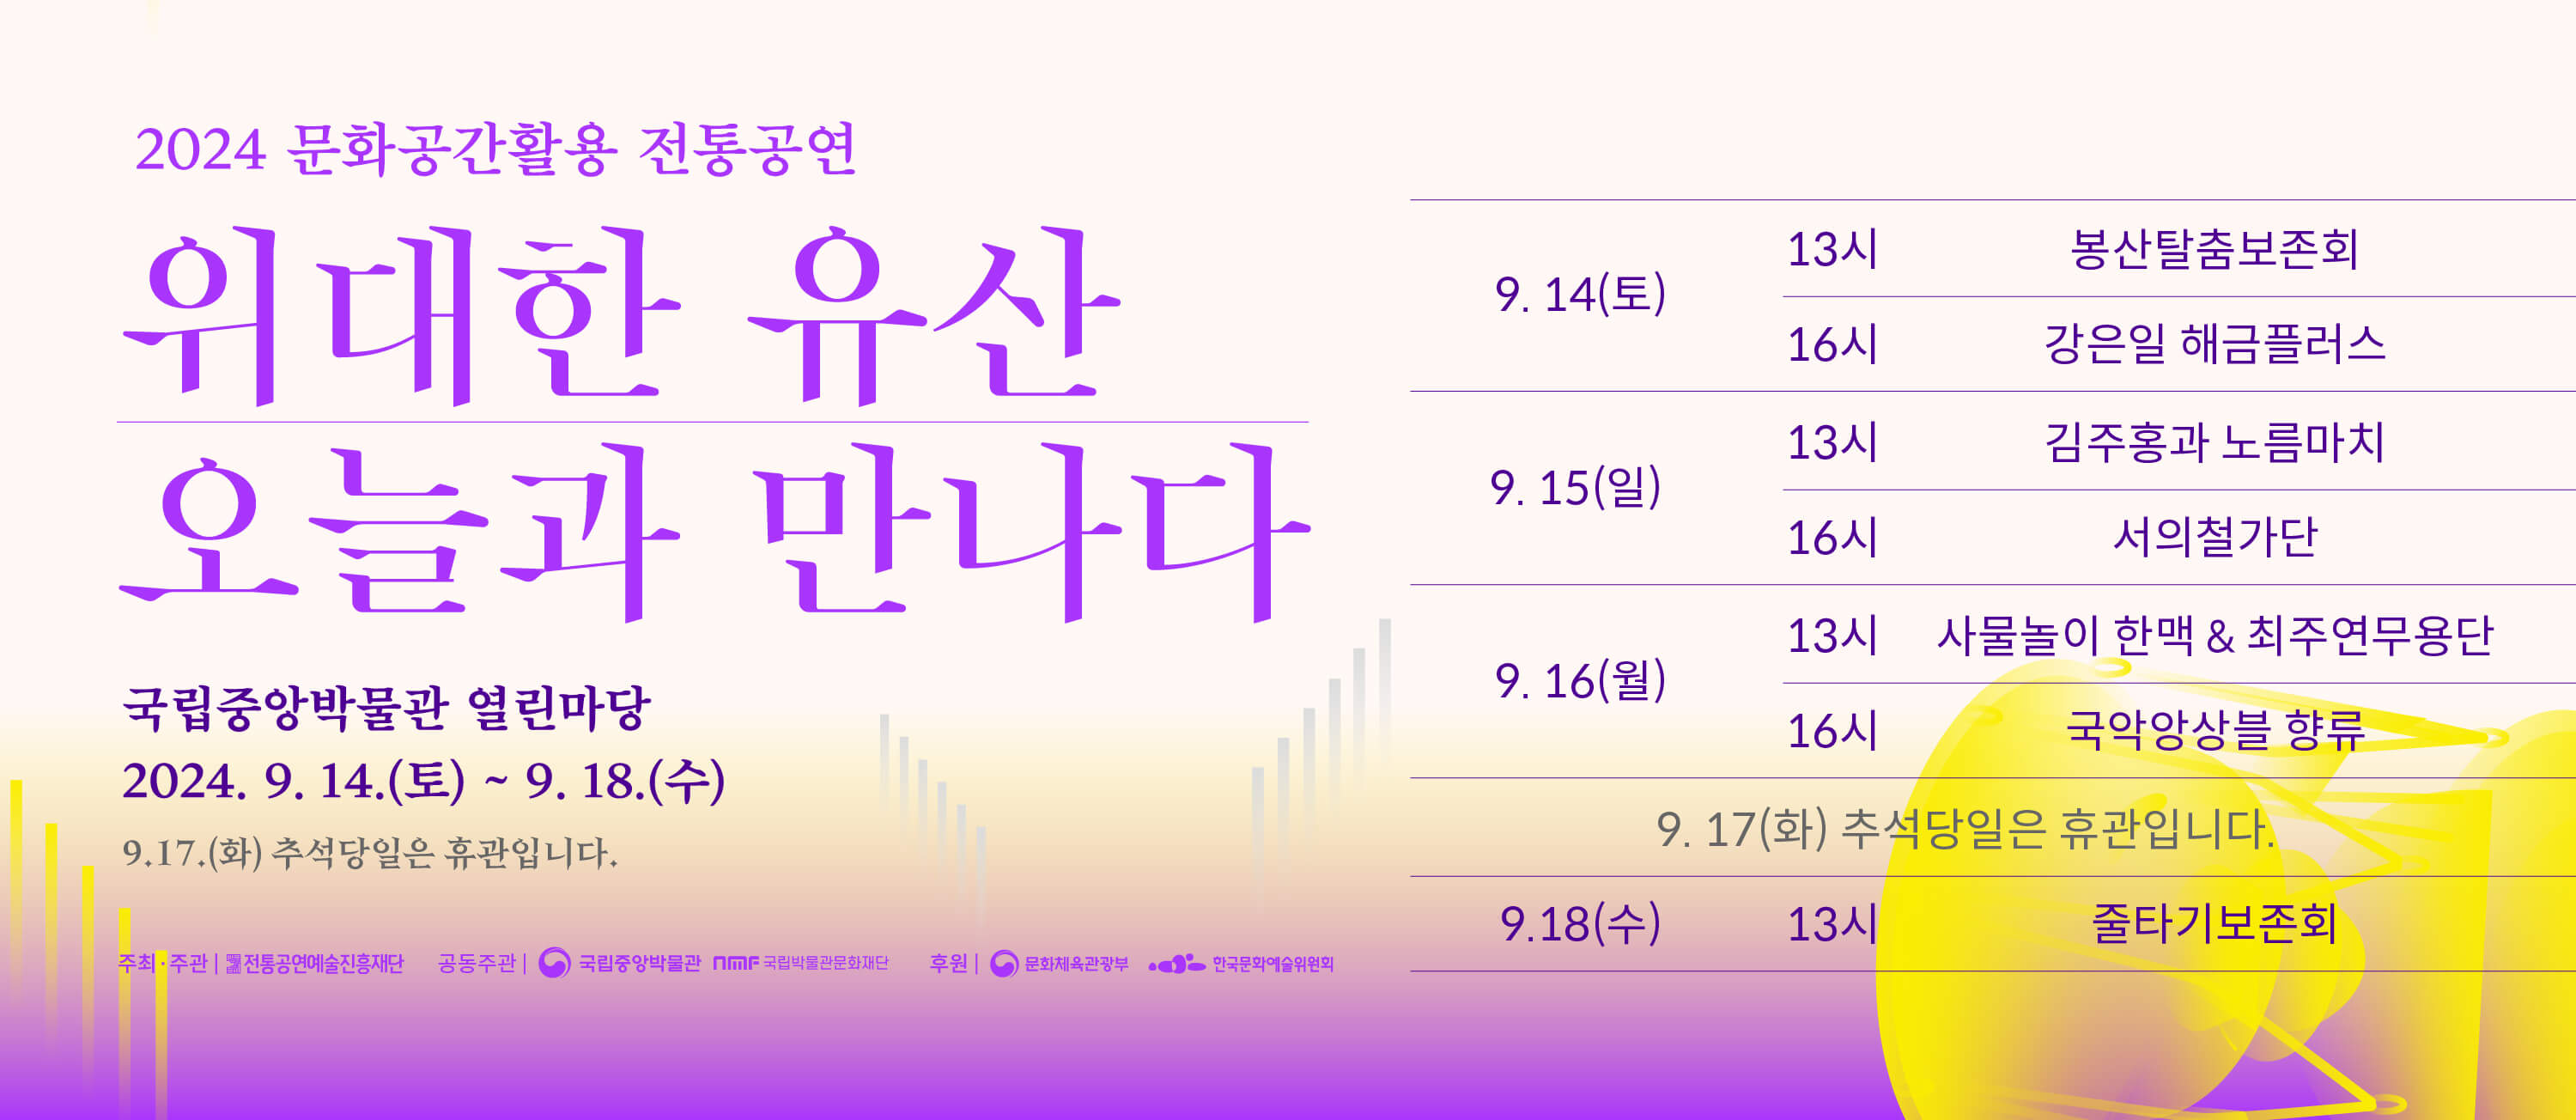 2024 문화공간활용 전통공연
위대한 유산
오늘과 만나다
국립중앙박물관 열린마당
2024. 9. 14.(토) ~ 9. 18.(수)
9.17.(화) 추석당일은 휴관입니다.
주최·주관 | 전통공연예술진흥재단 공동주관 | 국립중앙박물관 nmf 국립박물관문화재단 후원 | 문화체육관광부 한국문화예술위원회
9. 14(토)
13시 봉산탈춤보존회
16시 강은일 해금플러스
9. 15(일)
13시 김주홍과 노름마치
16시 서의철가단
9. 16(월)
13시 사물놀이 한맥 & 최주연무용단
16시 국악앙상블 향류
9. 17(화) 추석당일은 휴관입니다.
9.18(수) 13시 줄타기보존회